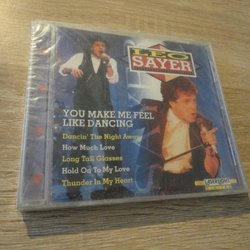 LEO
SAYER
YOU MAKE ME FEEL
LIKE DANCING
Dancin' The Night Away
How Much Love
Long Tall Glasses
Hold On To My Love
Thunder In My Heart